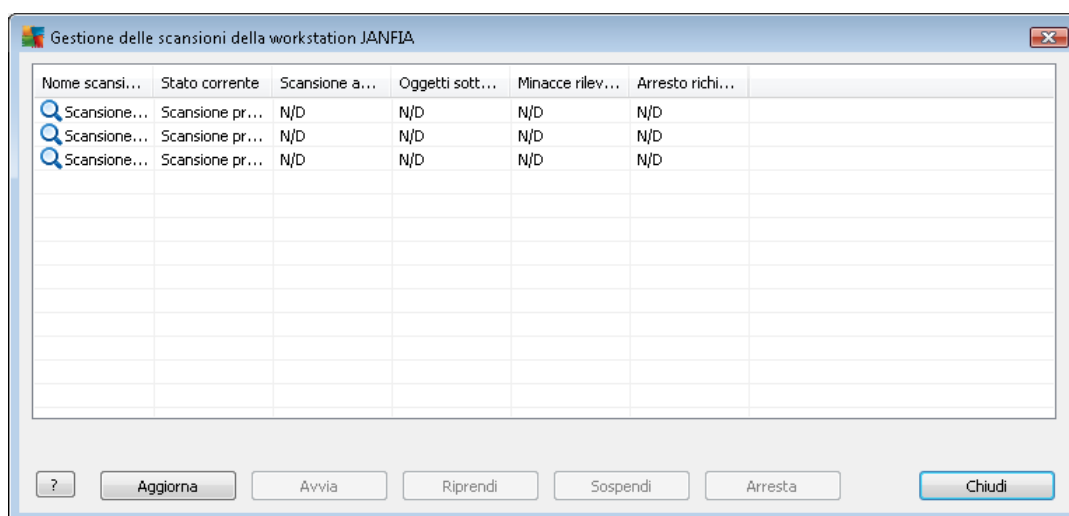 Gestione delle scansioni della workstation JANFIA
Nome scansi... Stato corrente Scansione a... Oggetti sott... Minacce rilev... Arresto richi...
Scansione... Scansione pr... N/D N/D N/D N/D
Scansione... Scansione pr... N/D N/D N/D N/D
Scansione... Scansione pr... N/D N/D N/D N/D
? Aggiorna Avvia Riprendi Sospendi Arresta Chiudi